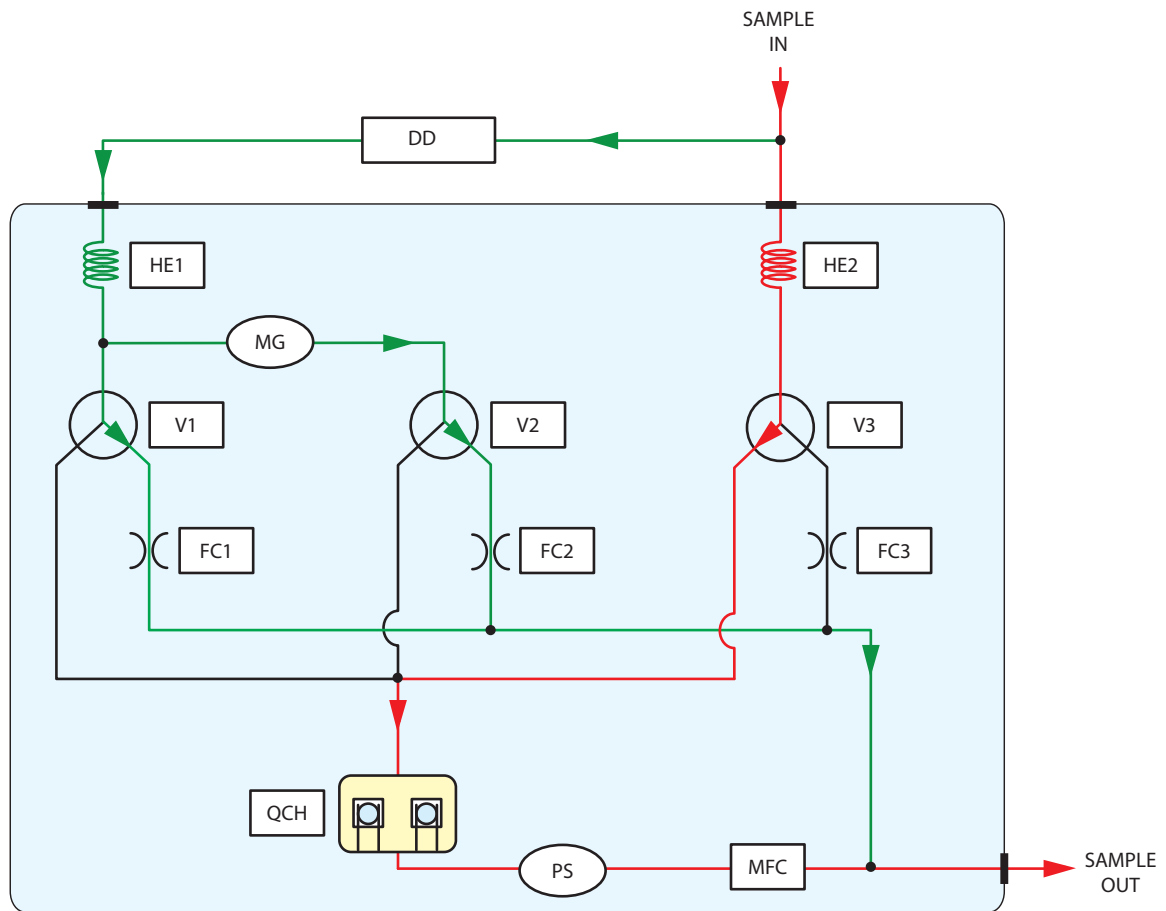 SAMPLE
IN
DD
HE1
HE2
MG
V1
V2
V3
FC1
FC2
FC3
QCH
PS
MFC
SAMPLE
OUT